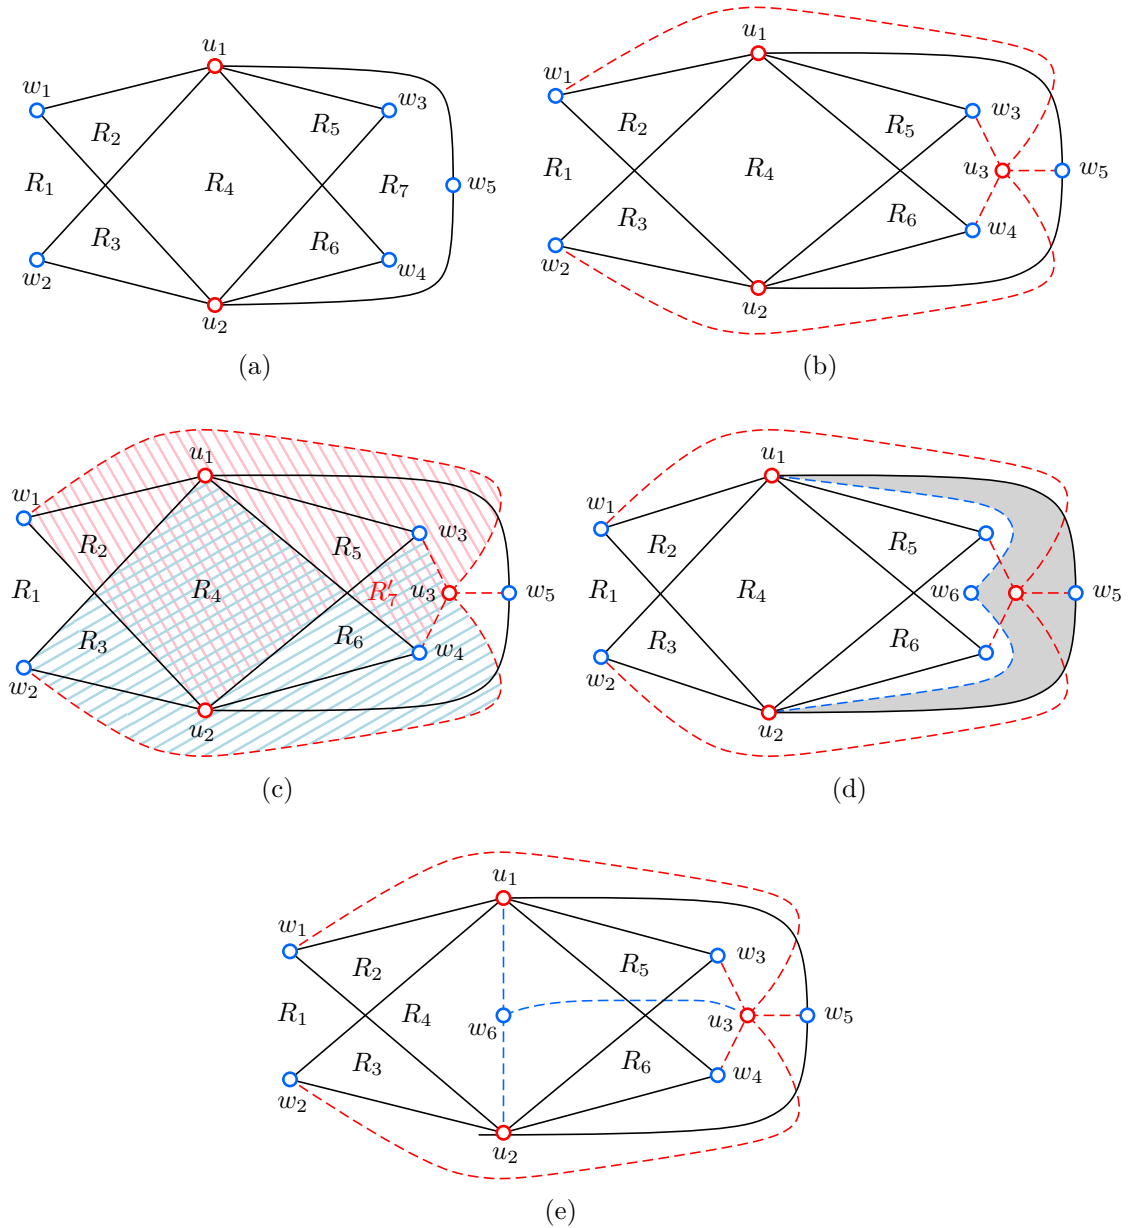 u1 u1
w1 w3 w1 w3
R2 R5 R2 R5
R1 R4 R7 w5 R1 R4 u3 w5
R3 R6 R3 R6
w2 w4 w2 w4
u2 u2
(a) (b)
u1 u1
w1 w3 w1
R2 R5 R2 R5
R1 R4 R′7 u3 w5 R1 R4 w6 w5
R3 R6 R3 R6
w2 w4 w2
u2 u2
(c) (d)
u1
w1 w3
R2 R5
R1 R4 w6 u3 w5
R3 R6
w2 w4
u2
(e)